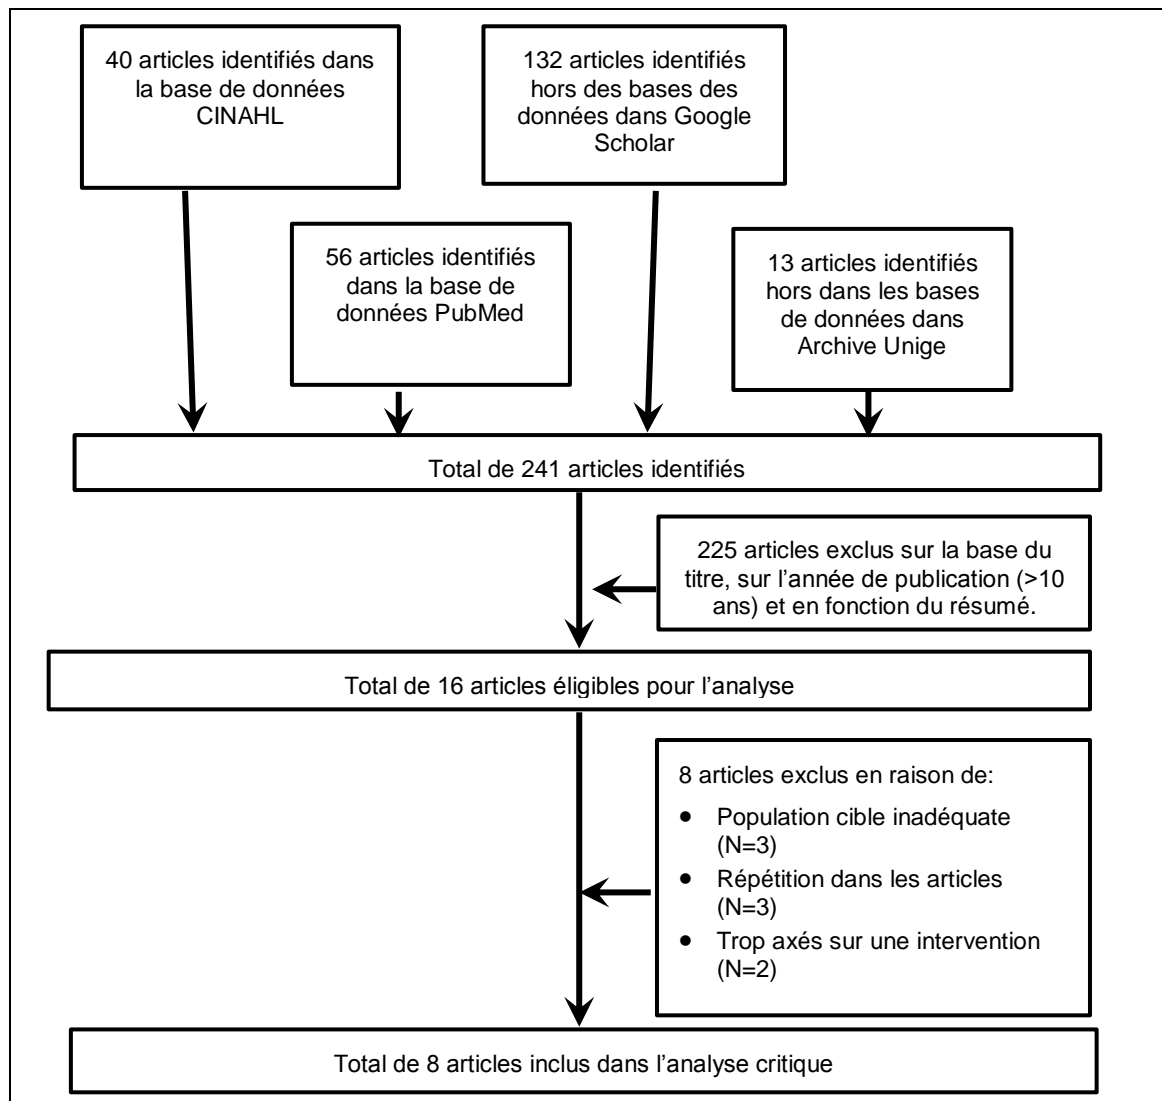 40 articles identifiés dans
la base de données
CINAHL
132 articles identifiés
hors des bases des
données dans Google
Scholar
56 articles identifiés
dans la base de
données PubMed
13 articles identifiés
hors dans les bases
de données dans
Archive Unige
Total de 241 articles identifiés
225 articles exclus sur la base du
titre, sur l’année de publication (>10
ans) et en fonction du résumé.
Total de 16 articles éligibles pour l’analyse
8 articles exclus en raison de:
● Population cible inadéquate
(N=3)
● Répétition dans les articles
(N=3)
● Trop axés sur une intervention
(N=2)
Total de 8 articles inclus dans l’analyse critique